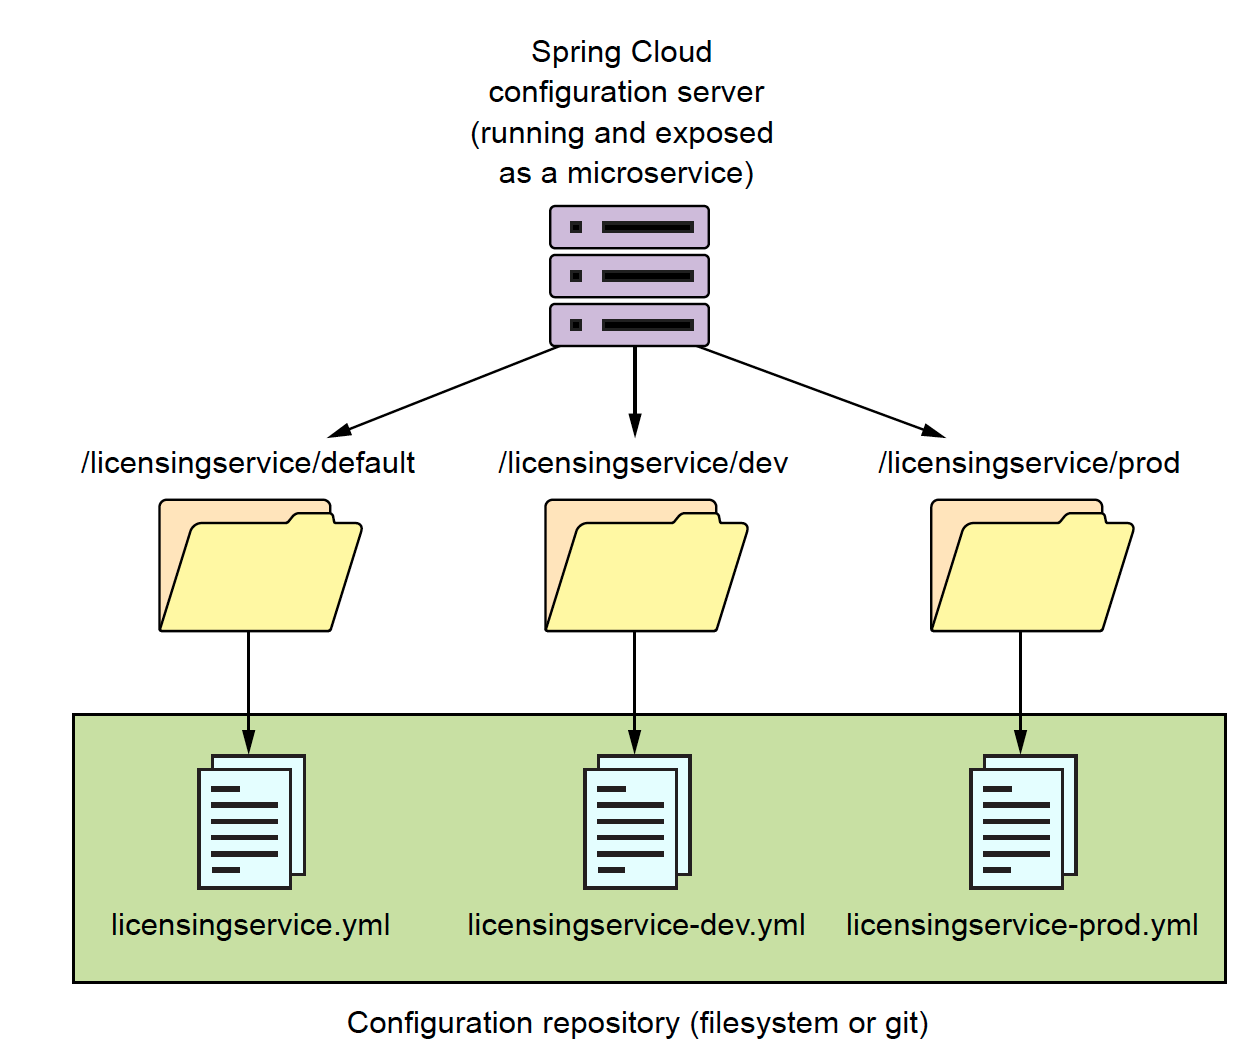 Spring Cloud
configuration server
(running and exposed
as a microservice)
/licensingservice/default
/licensingservice/dev
/licensingservice/prod
licensingservice.yml
licensingservice-dev.yml
licensingservice-prod.yml
Configuration repository (filesystem or git)